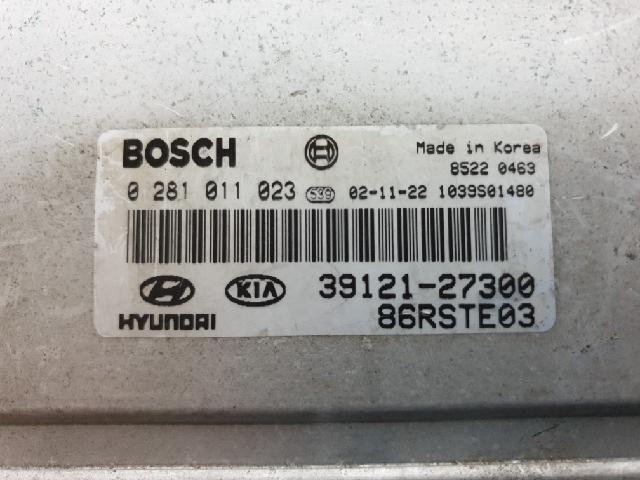 BOSCH
Made in Korea
8522 0463
0 281 011 023 539 02-11-22 1039S01480
HYUNDAI KIA 39121-27300
86RSTE03